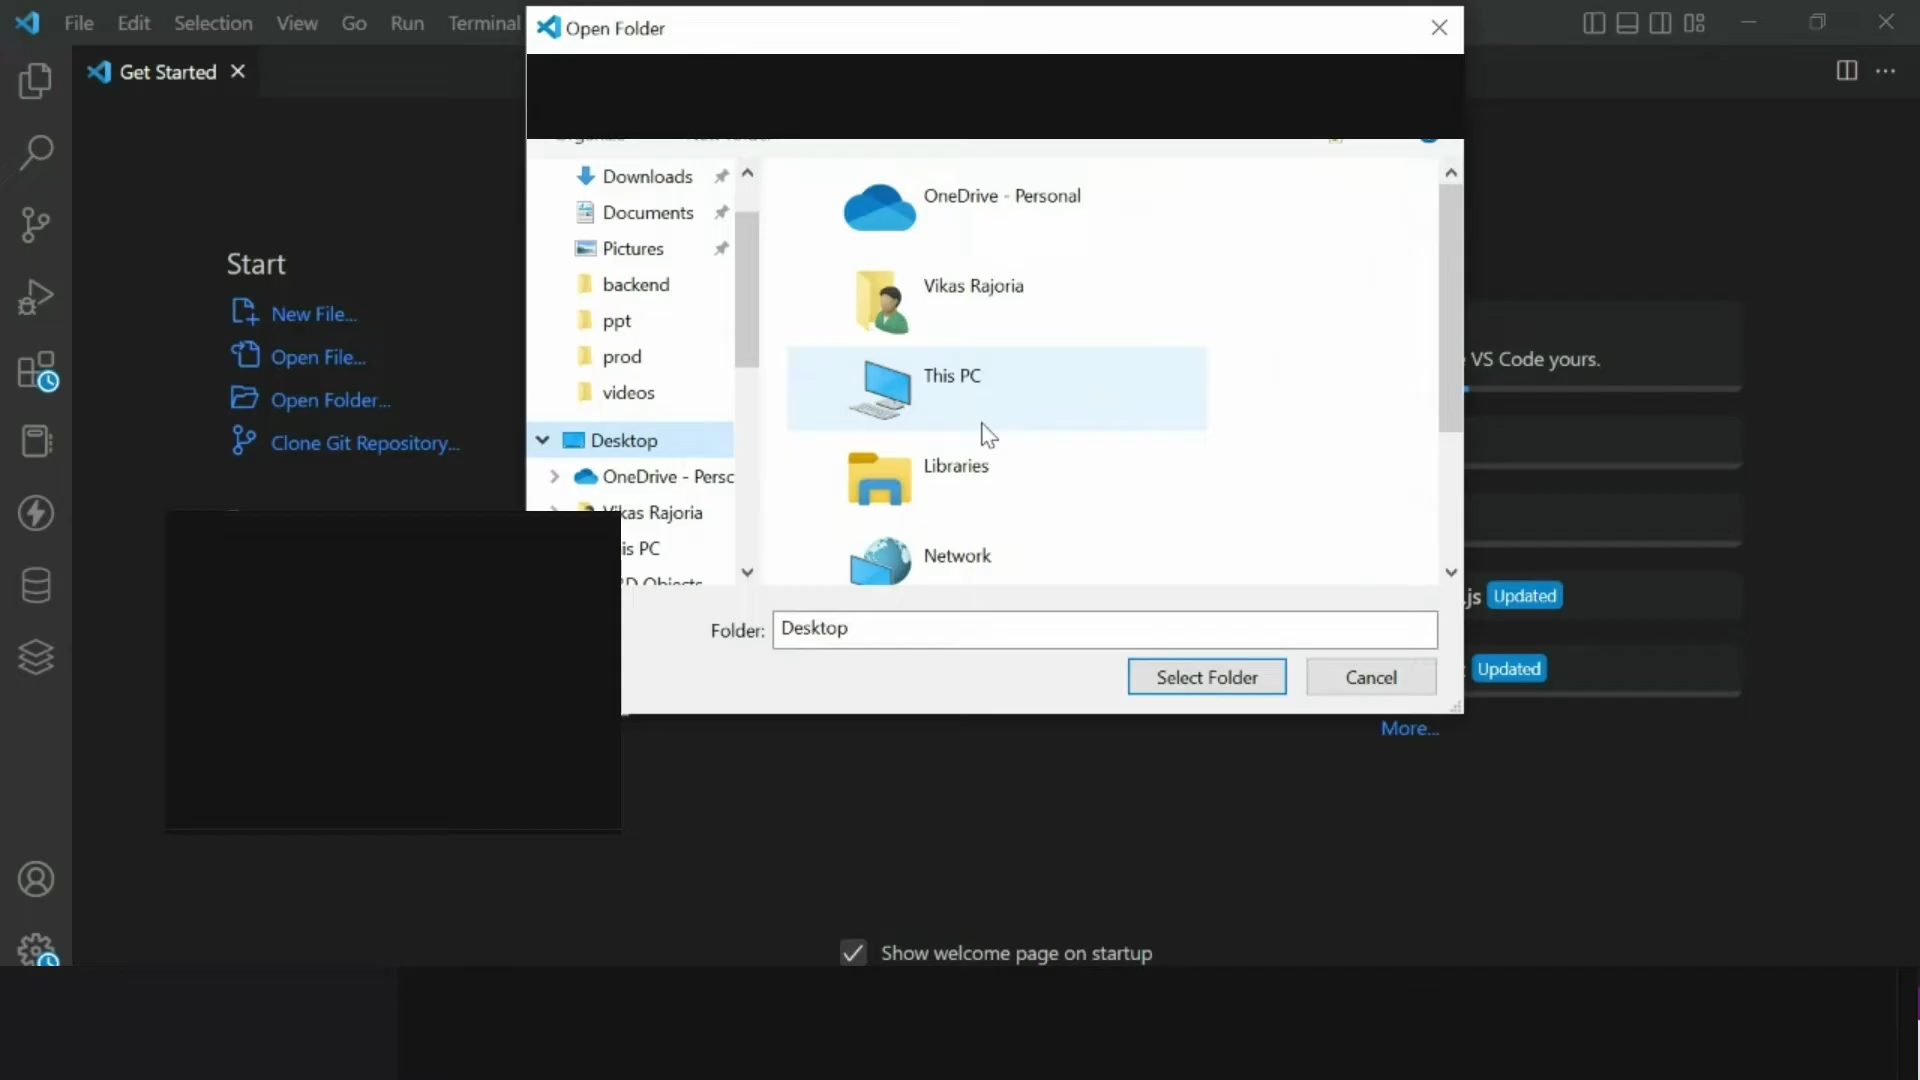 File Edit Selection View Go Run Terminal
Open Folder
Get Started
Start
New File...
Open File...
Open Folder...
Clone Git Repository...
Downloads
Documents
Pictures
backend
ppt
prod
videos
Desktop
OneDrive - Persc
Vikas Rajoria
is PC
OneDrive - Personal
Vikas Rajoria
This PC
Libraries
Network
Folder: Desktop
Select Folder Cancel
VS Code yours.
.js Updated
Updated
More...
Show welcome page on startup